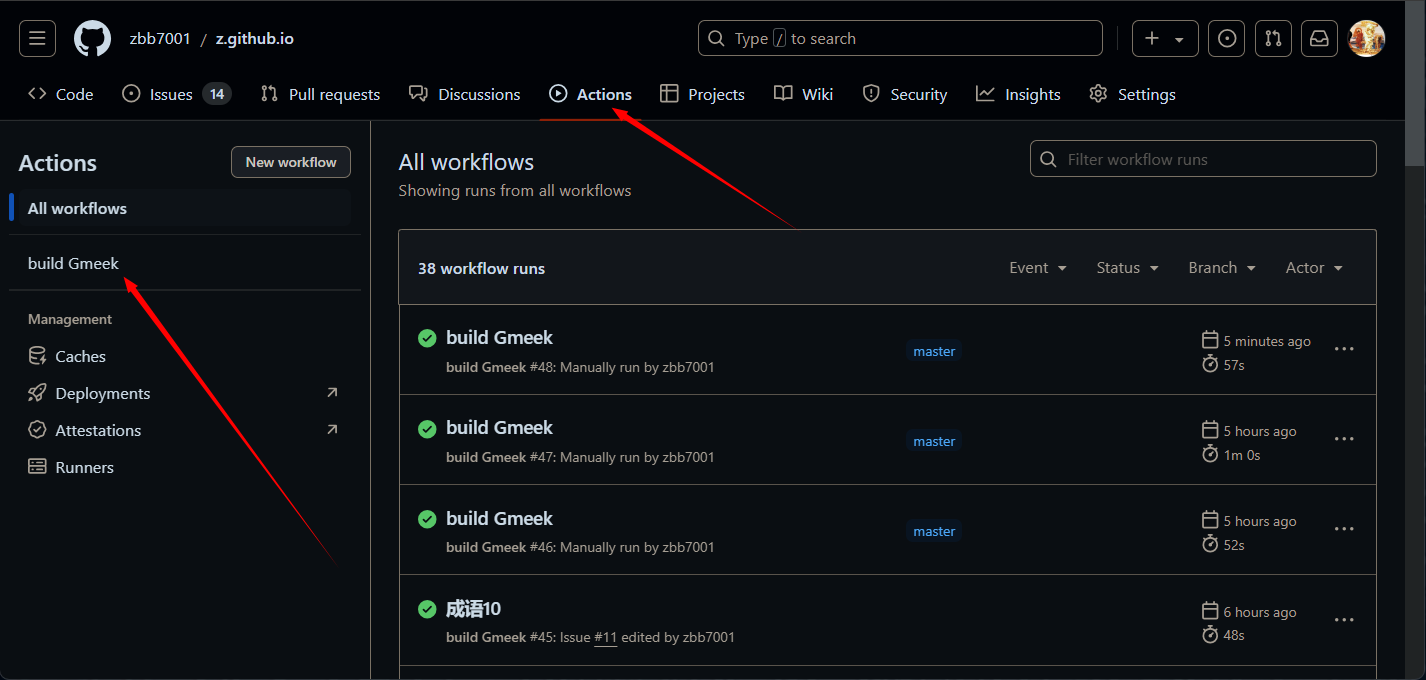 zbb7001 / z.github.io
Type / to search
Code Issues 14 Pull requests Discussions Actions Projects Wiki Security Insights Settings
Actions
New workflow
All workflows
build Gmeek
Management
Caches
Deployments
Attestations
Runners
All workflows
Showing runs from all workflows
Filter workflow runs
38 workflow runs
Event Status Branch Actor
build Gmeek
build Gmeek #48: Manually run by zbb7001
master
5 minutes ago
57s
build Gmeek
build Gmeek #47: Manually run by zbb7001
master
5 hours ago
1m 0s
build Gmeek
build Gmeek #46: Manually run by zbb7001
master
5 hours ago
52s
成语10
build Gmeek #45: Issue #11 edited by zbb7001
6 hours ago
48s